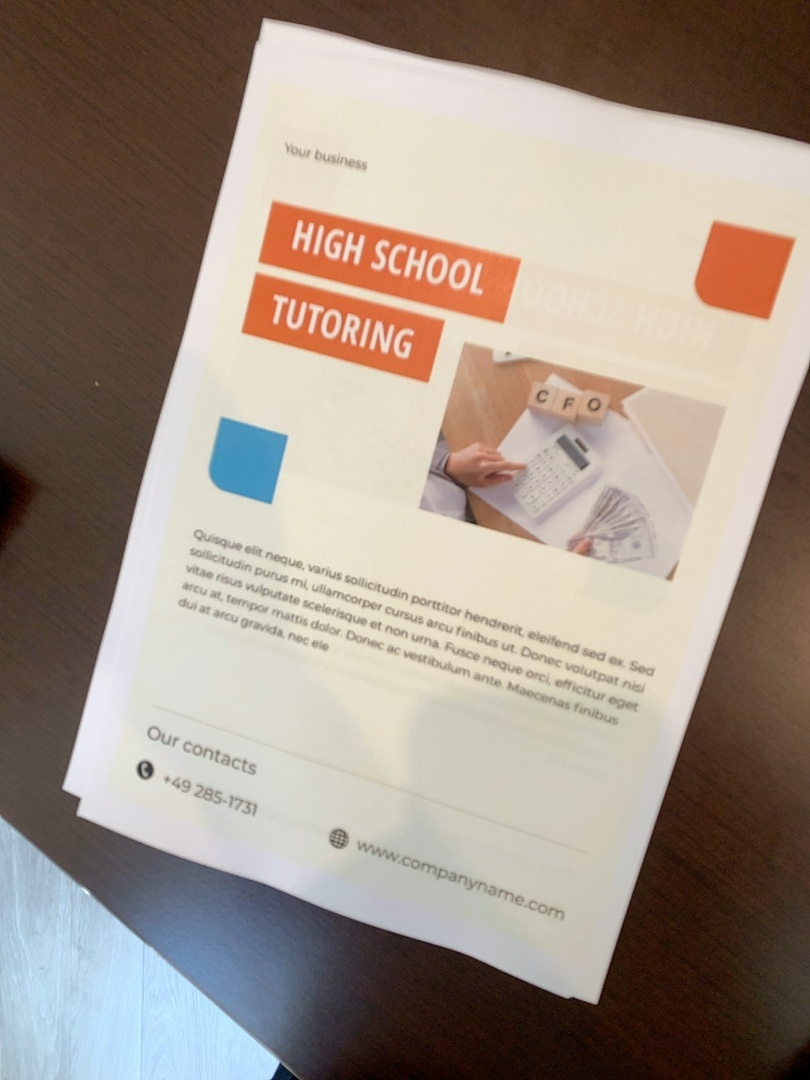 Your business
HIGH SCHOOL
TUTORING
CFO
Quisque elit neque, varius sollicitudin porttitor hendrerit, eleifend sed ex. Sed
sollicitudin purus mi, ullamcorper cursus arcu finibus ut. Donec volutpat nisi
vitae risus vulputate scelerisque et non urna. Fusce neque orci, efficitur eget
arcu at, tempor mattis dolor. Donec ac vestibulum ante. Maecenas finibus
dui at arcu gravida, nec ele
Our contacts
+49 285-1731
www.companyname.com